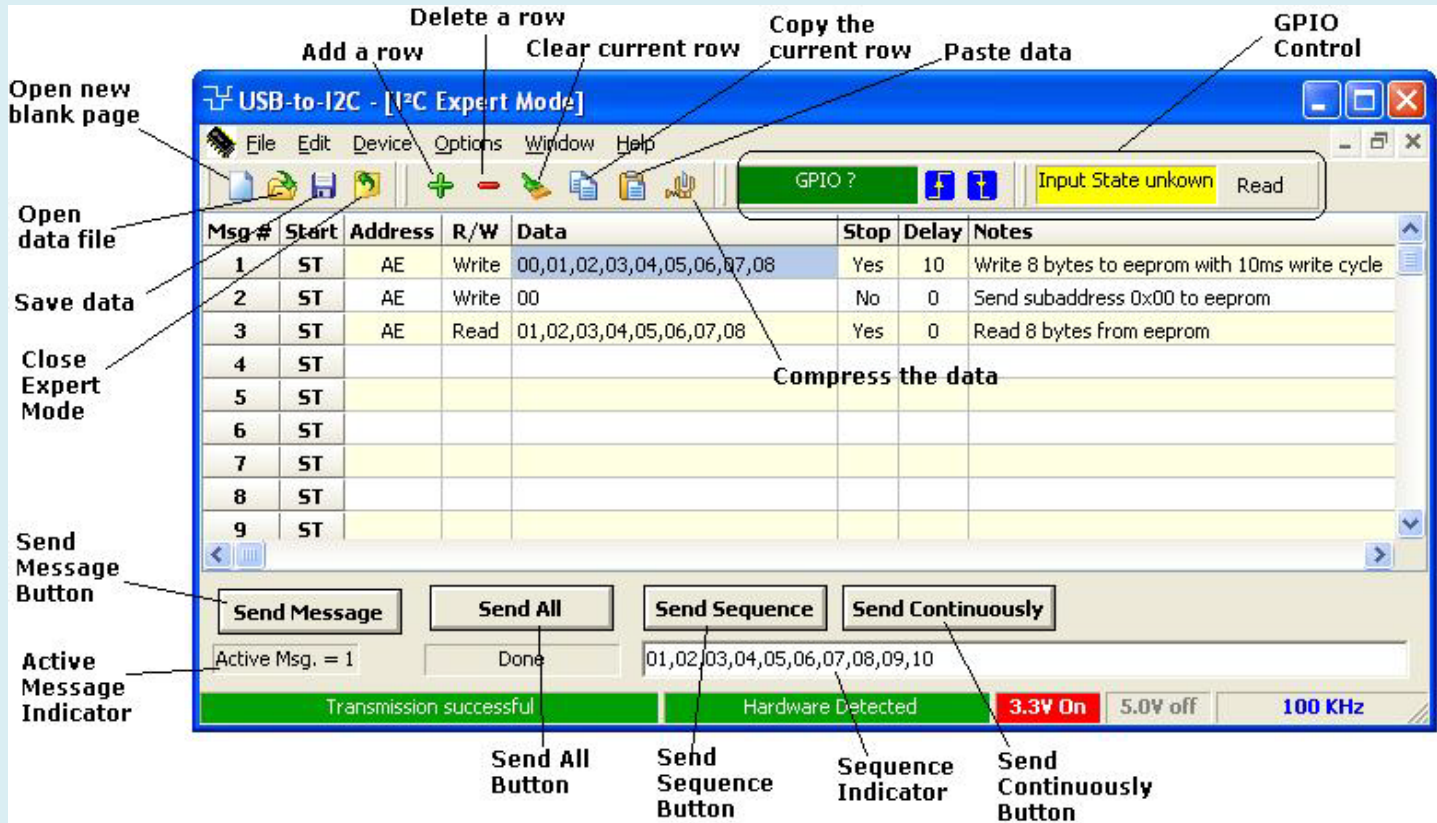 Delete a row
Copy the
current row
GPIO
Control
Add a row
Clear current row
Paste data
Open new
blank page
USB-to-I2C - [I²C Expert Mode]
File Edit Device Options Window Help
GPIO ?
Input State unkown
Read
Open
data file
Msg # Start Address R/W Data Stop Delay Notes
1 ST AE Write 00,01,02,03,04,05,06,07,08 Yes 10 Write 8 bytes to eeprom with 10ms write cycle
2 ST AE Write 00 No 0 Send subaddress 0x00 to eeprom
3 ST AE Read 01,02,03,04,05,06,07,08 Yes 0 Read 8 bytes from eeprom
4 ST
5 ST
6 ST
7 ST
8 ST
9 ST
Save data
Close
Expert
Mode
Compress the data
Send
Message
Button
Send Message Send All Send Sequence Send Continuously
Active
Message
Indicator
Active Msg. = 1 Done 01,02,03,04,05,06,07,08,09,10
Transmission successful Hardware Detected 3.3V On 5.0V off 100 KHz
Send All
Button
Send
Sequence
Button
Sequence
Indicator
Send
Continuously
Button